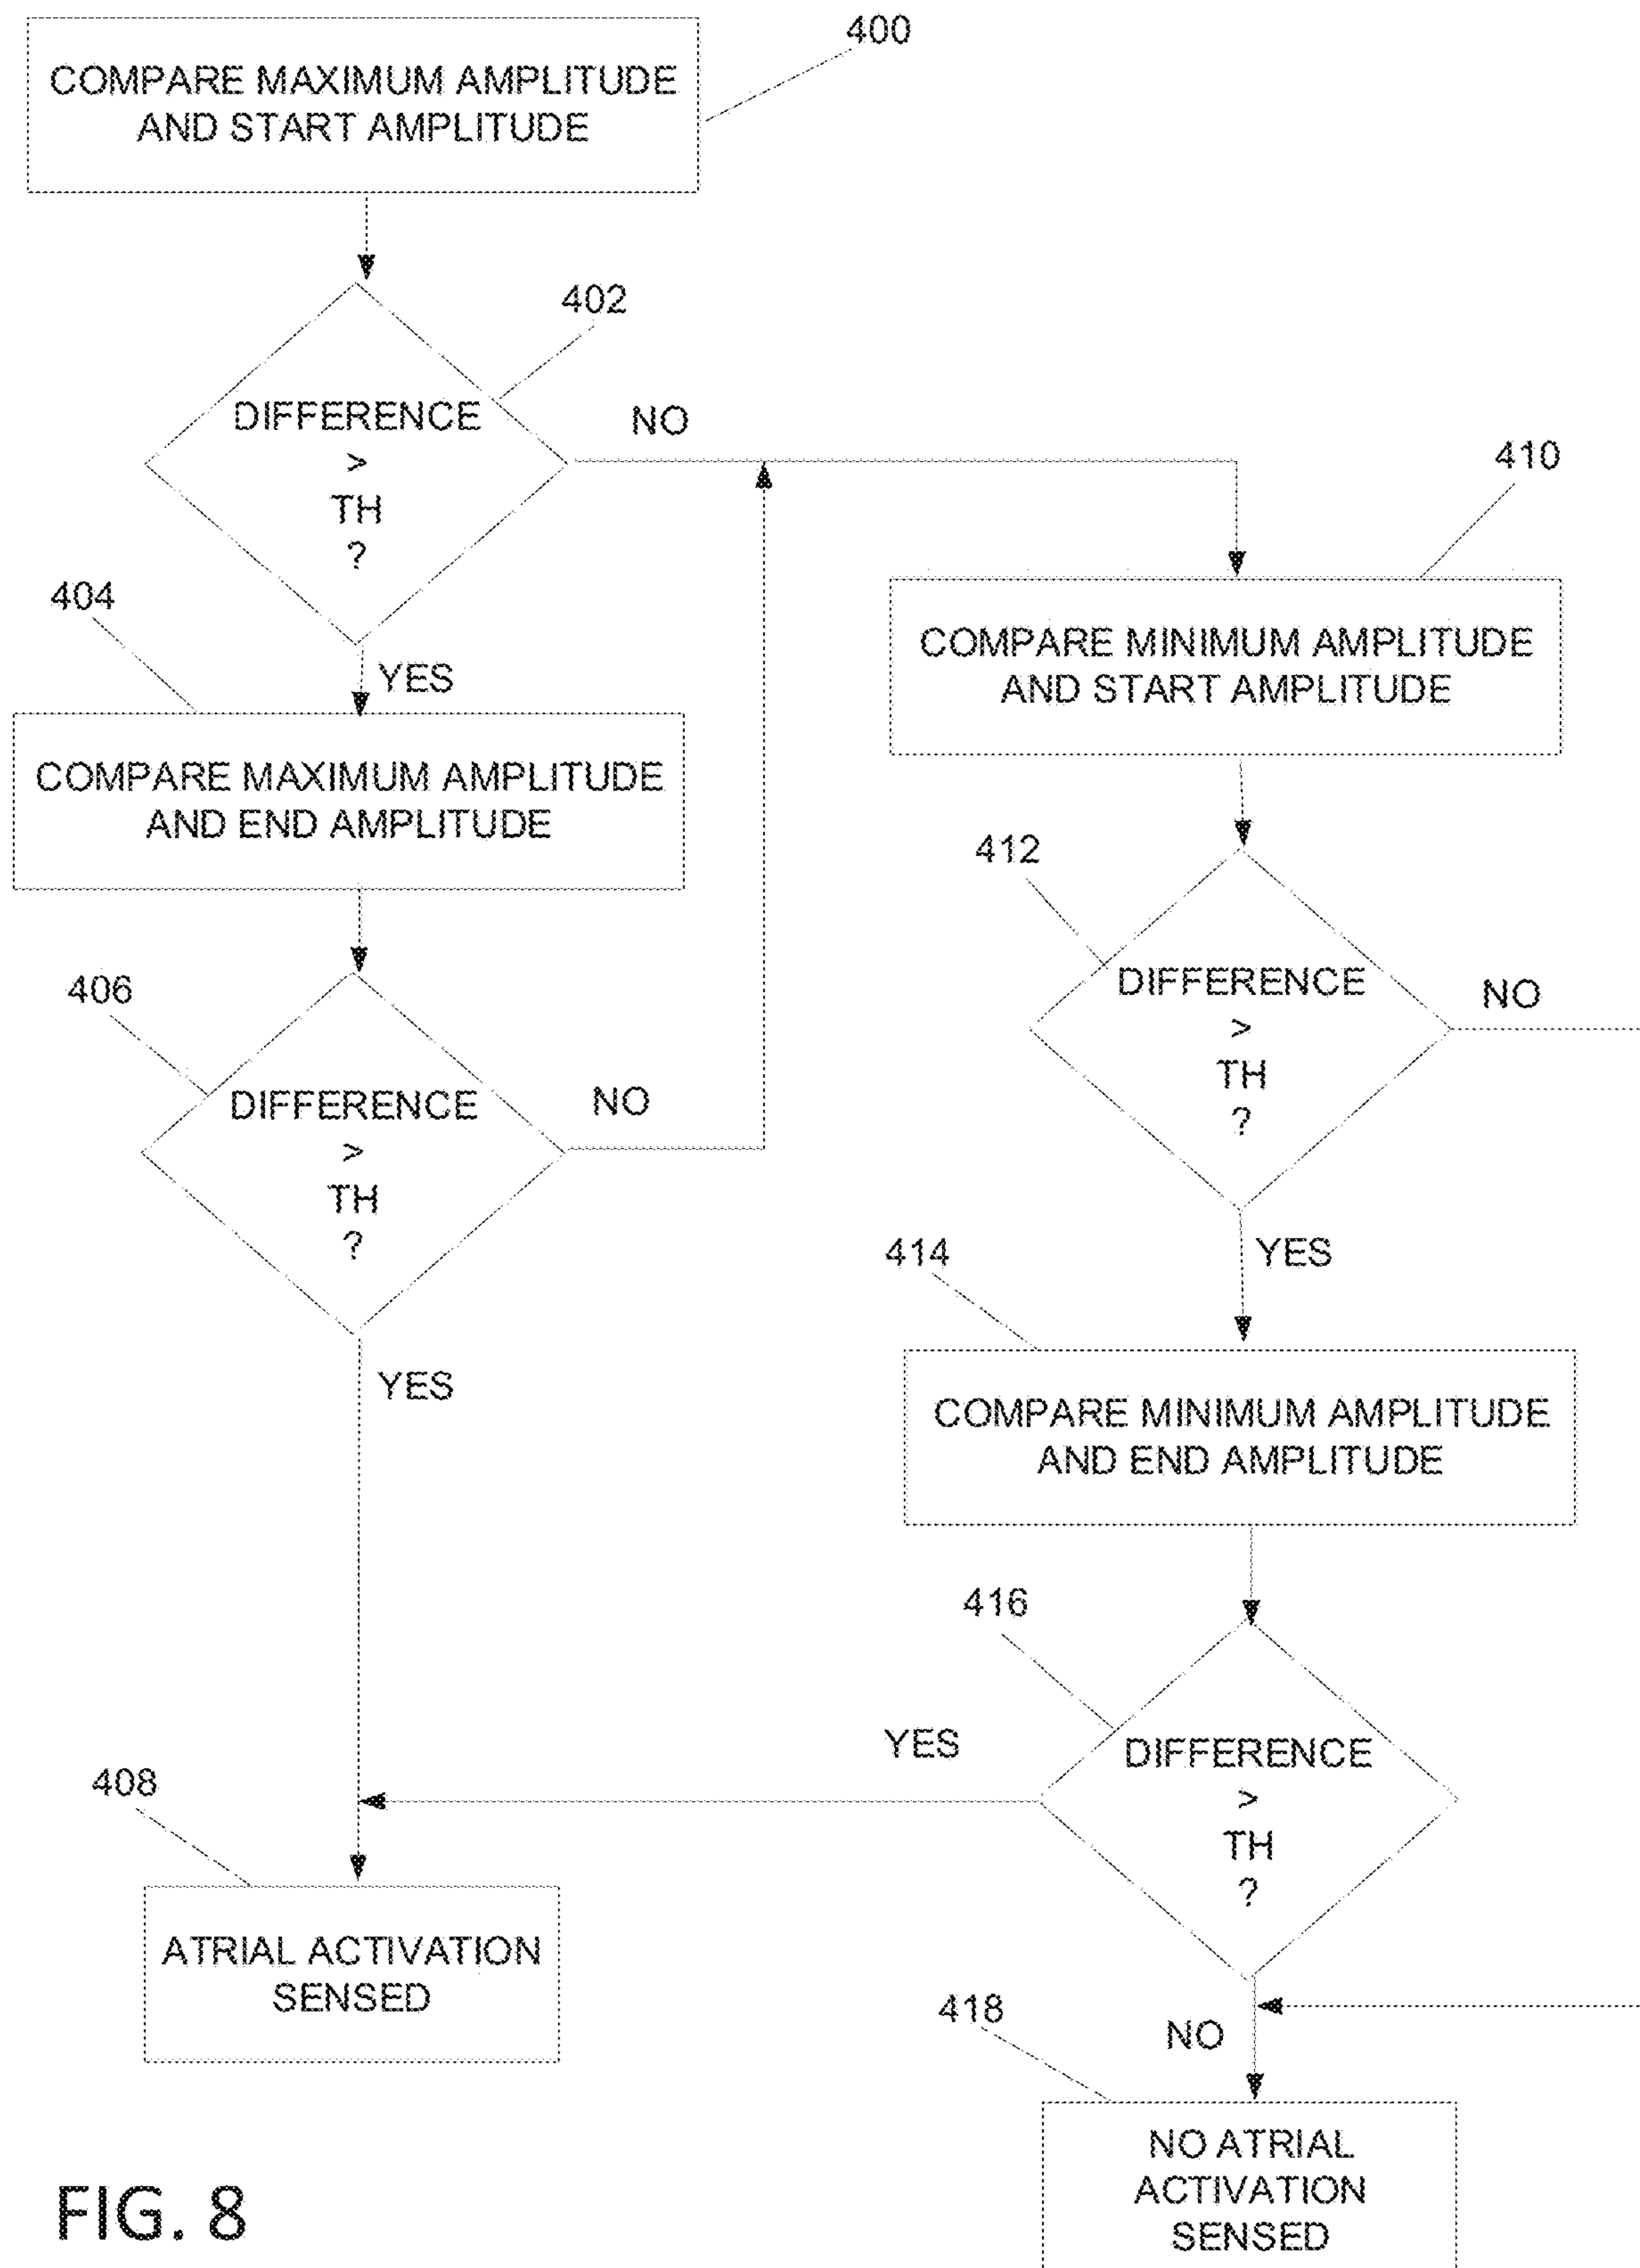 400
COMPARE MAXIMUM AMPLITUDE
AND START AMPLITUDE
402
DIFFERENCE
>
TH
?
NO
YES
404
COMPARE MAXIMUM AMPLITUDE
AND END AMPLITUDE
406
DIFFERENCE
>
TH
?
NO
YES
408
ATRIAL ACTIVATION
SENSED
410
COMPARE MINIMUM AMPLITUDE
AND START AMPLITUDE
412
DIFFERENCE
>
TH
?
NO
YES
414
COMPARE MINIMUM AMPLITUDE
AND END AMPLITUDE
416
DIFFERENCE
>
TH
?
YES
NO
418
NO ATRIAL
ACTIVATION
SENSED
FIG. 8